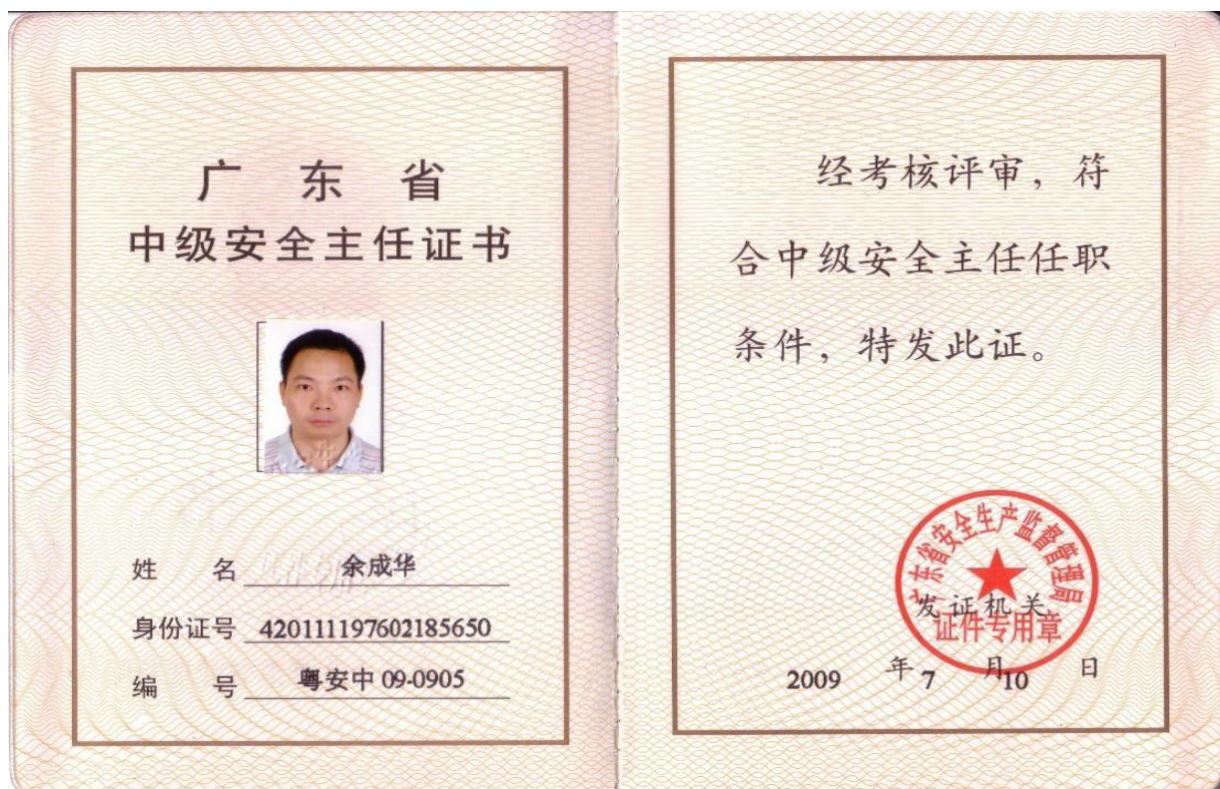 广东省
中级安全主任证书
姓名 余成华
身份证号 420111197602185650
编号 粤安中 09-0905
经考核评审，符
合中级安全主任任职
条件，特发此证。
广东省安全生产监督管理局
发证机关
证件专用章
2009 年 7 月 10 日